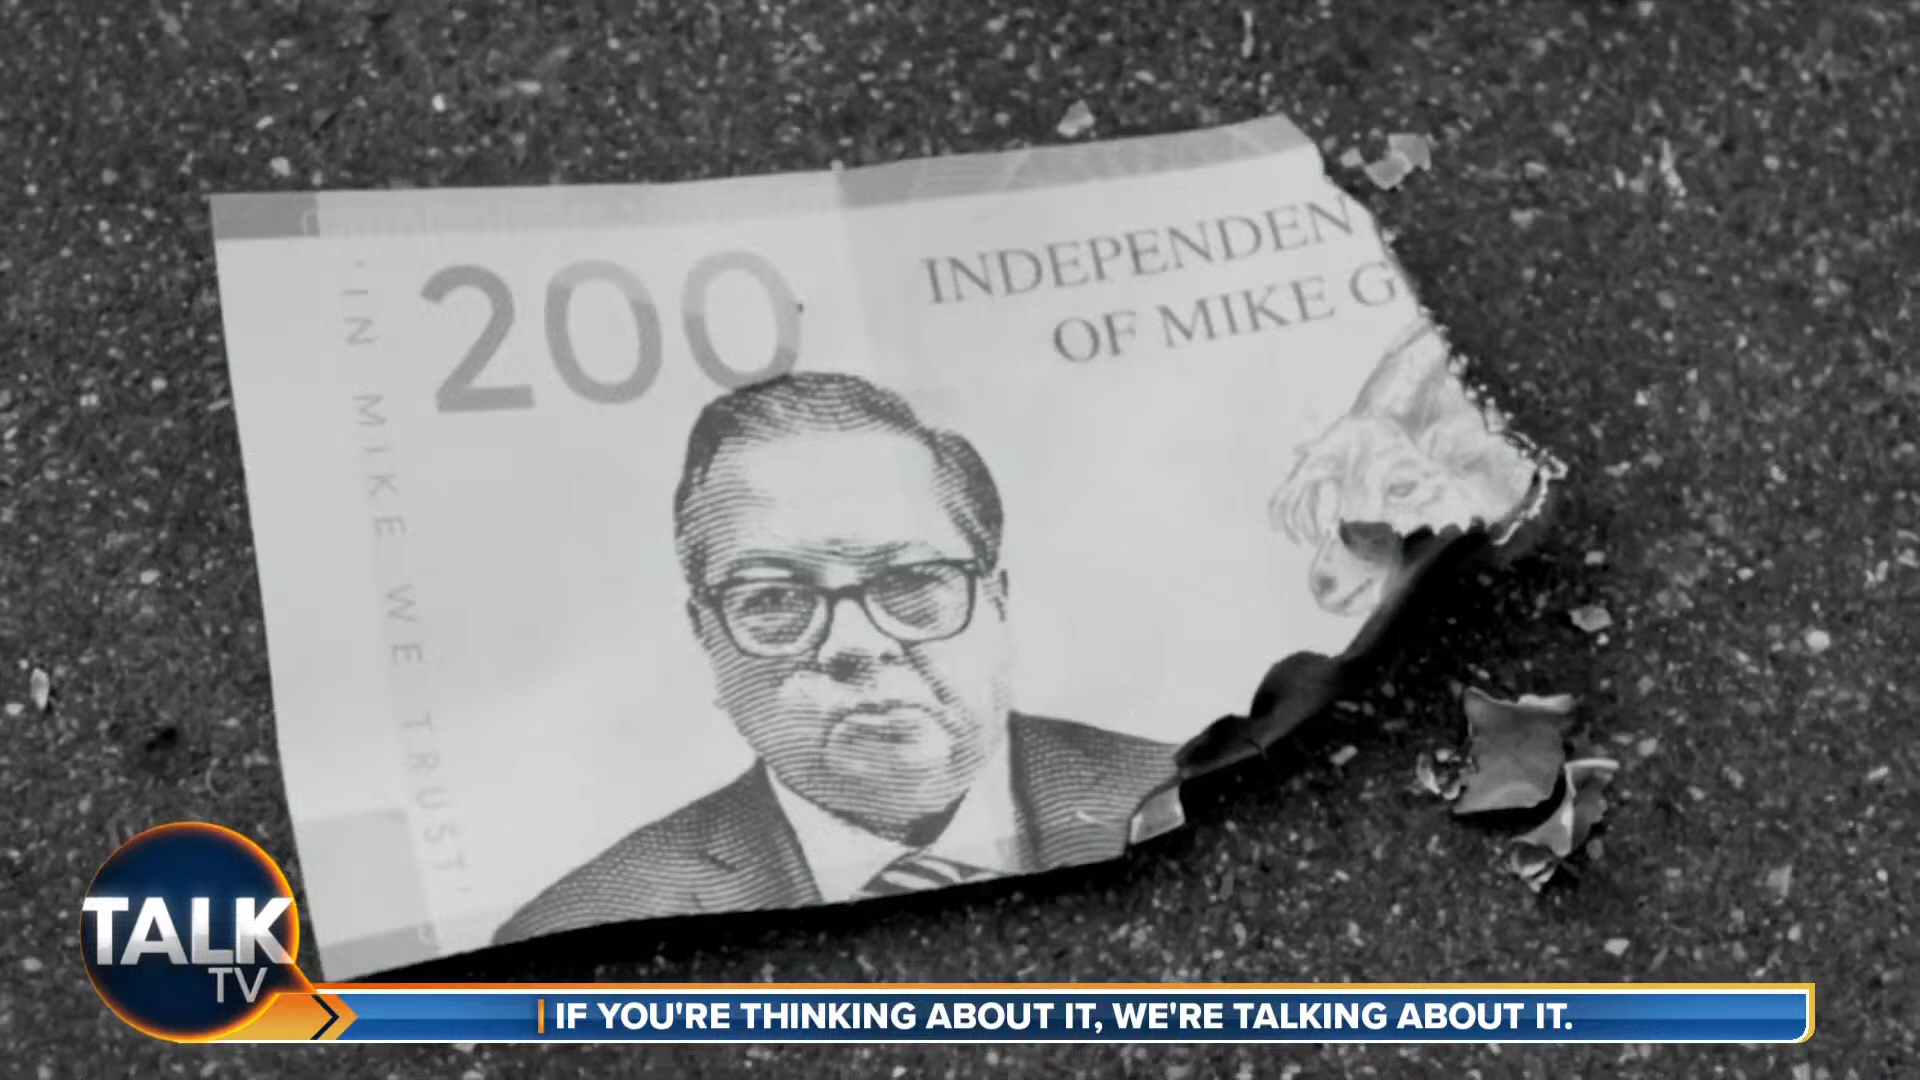 200
INDEPENDEN
OF MIKE G
'IN MIKE WE TRUST'
TALK
TV
IF YOU'RE THINKING ABOUT IT, WE'RE TALKING ABOUT IT.